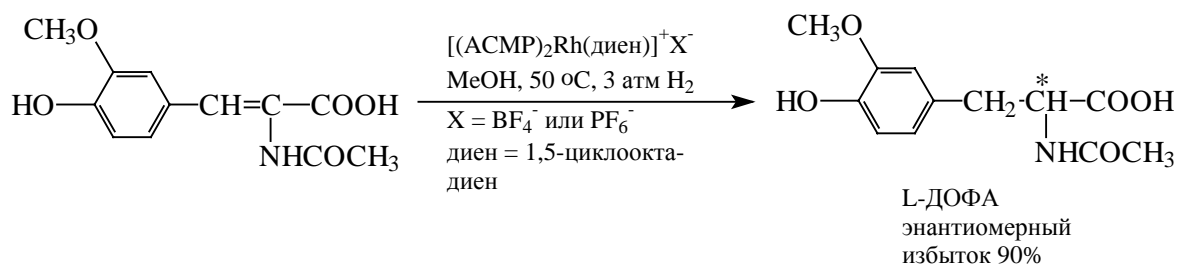 CH3O
HO
CH=C
COOH
NHCOCH3
[(ACMP)2Rh(диен)]+X-
MeOH, 50 oC, 3 атм H2
X = BF4- или PF6-
диен = 1,5-циклоокта-
диен
CH3O
HO
CH2-CH
*
COOH
NHCOCH3
L-ДОФА
энантиомерный
избыток 90%